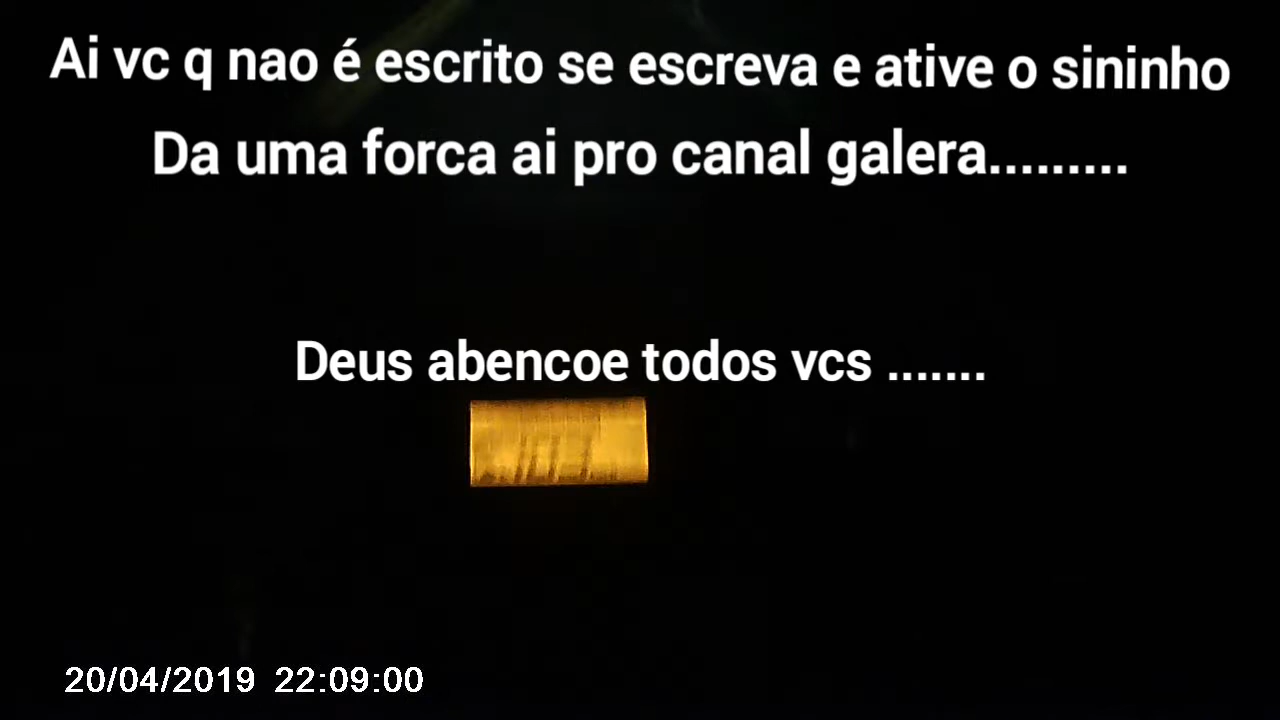 Ai vc q nao é escrito se escreva e ative o sininho
Da uma forca ai pro canal galera.........
Deus abencoe todos vcs .......
20/04/2019 22:09:00